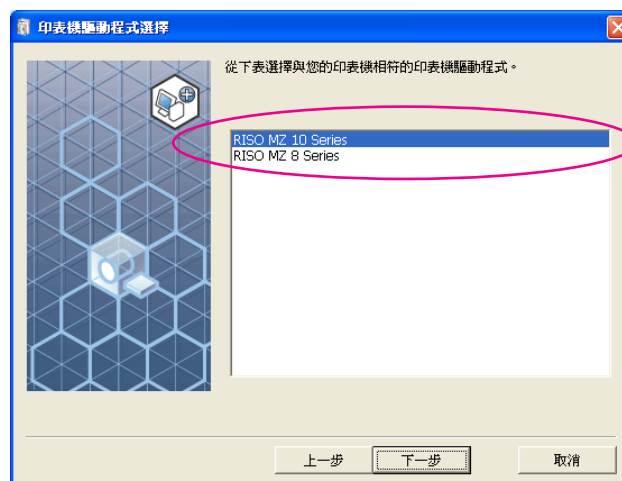 印表機驅動程式選擇
從下表選擇與您的印表機相符的印表機驅動程式。
RISO MZ 10 Series
RISO MZ 8 Series
上一步 下一步 取消